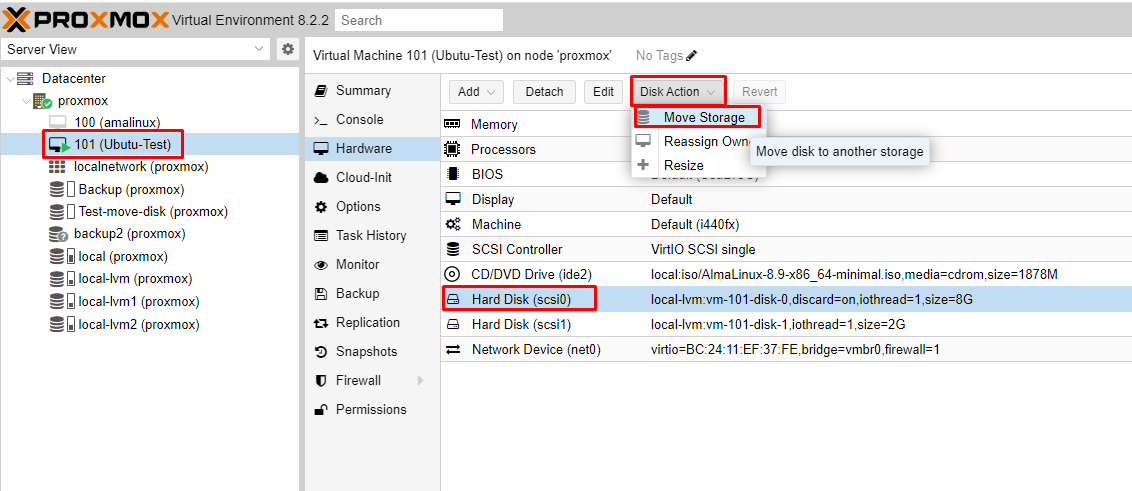 PROXMOX Virtual Environment 8.2.2 Search
Server View
Datacenter
proxmox
100 (amalinux)
101 (Ubutu-Test)
localnetwork (proxmox)
Backup (proxmox)
Test-move-disk (proxmox)
backup2 (proxmox)
local (proxmox)
local-lvm (proxmox)
local-lvm1 (proxmox)
local-lvm2 (proxmox)
Virtual Machine 101 (Ubutu-Test) on node 'proxmox' No Tags
Summary
Console
Hardware
Cloud-Init
Options
Task History
Monitor
Backup
Replication
Snapshots
Firewall
Permissions
Add Detach Edit Disk Action Revert
Move Storage
Reassign
Resize
Move disk to another storage
Memory
Processors
BIOS
Display Default
Machine Default (i440fx)
SCSI Controller VirtIO SCSI single
CD/DVD Drive (ide2) local:iso/AlmaLinux-8.9-x86_64-minimal.iso,media=cdrom,size=1878M
Hard Disk (scsi0) local-lvm:vm-101-disk-0,discard=on,iothread=1,size=8G
Hard Disk (scsi1) local-lvm:vm-101-disk-1,iothread=1,size=2G
Network Device (net0) virtio=BC:24:11:EF:37:FE,bridge=vmbr0,firewall=1